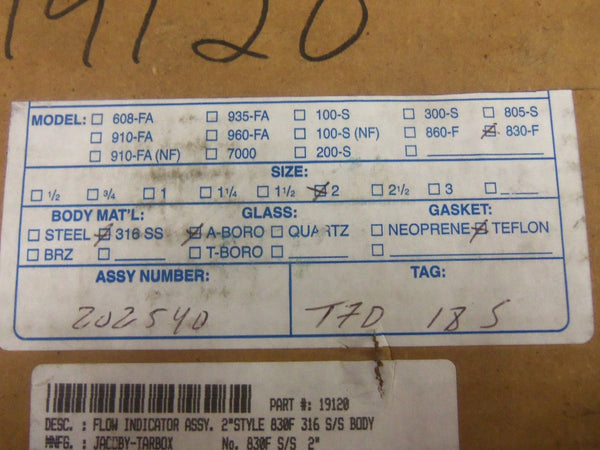 19120
MODEL: ☐ 608-FA ☐ 935-FA ☐ 100-S ☐ 300-S ☐ 805-S
☐ 910-FA ☐ 960-FA ☐ 100-S (NF) ☐ 860-F ☒ 830-F
☐ 910-FA (NF) ☐ 7000 ☐ 200-S ☐
SIZE:
☐ 1/2 ☐ 3/4 ☐ 1 ☐ 1 1/4 ☐ 1 1/2 ☒ 2 ☐ 2 1/2 ☐ 3 ☐
BODY MAT'L: GLASS: GASKET:
☐ STEEL ☒ 316 SS ☒ A-BORO ☐ QUARTZ ☐ NEOPRENE ☒ TEFLON
☐ BRZ ☐ ☐ T-BORO ☐ ☐
ASSY NUMBER: TAG:
202540 T7D 18 S
PART #: 19120
DESC. : FLOW INDICATOR ASSY. 2"STYLE 830F 316 S/S BODY
MNFG. : JACOBY-TARBOX No. 830F S/S 2"